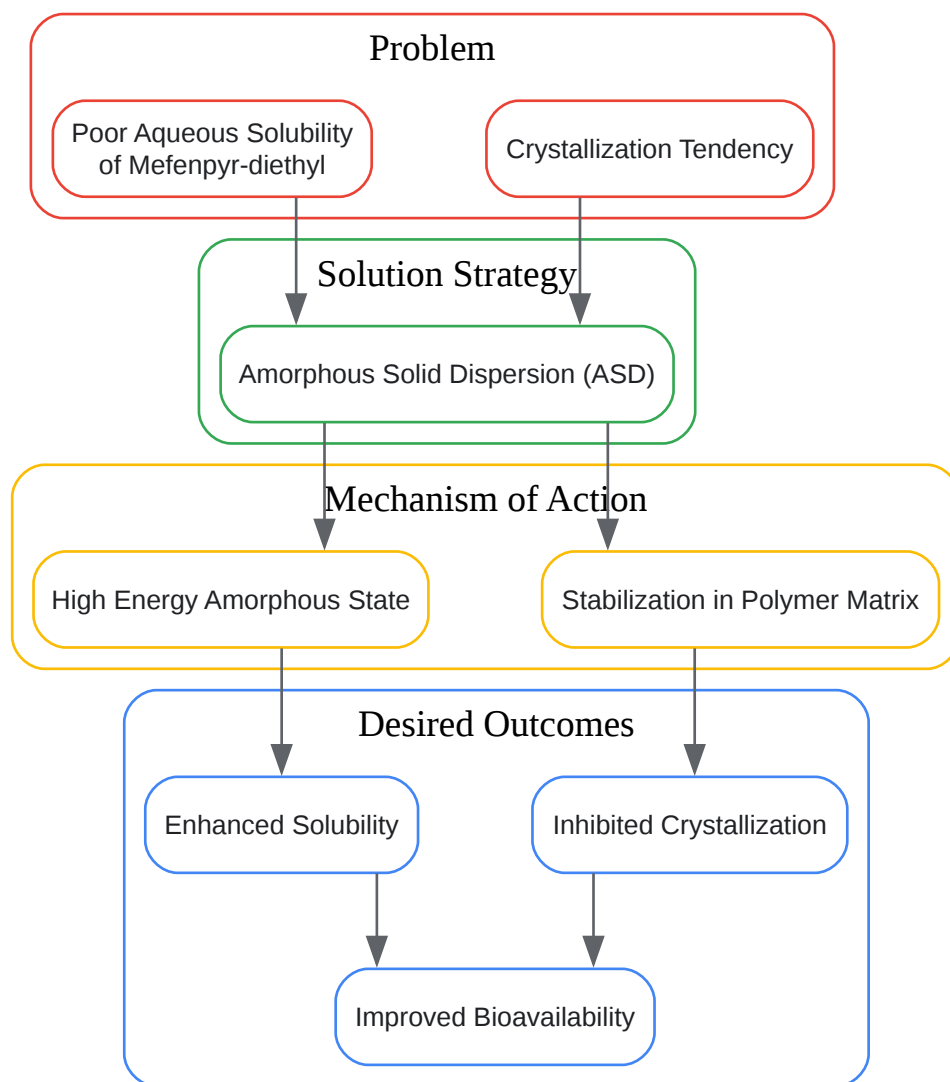 Problem
Poor Aqueous Solubility
of Mefenpyr-diethyl
Crystallization Tendency
Solution Strategy
Amorphous Solid Dispersion (ASD)
Mechanism of Action
High Energy Amorphous State
Stabilization in Polymer Matrix
Desired Outcomes
Enhanced Solubility
Inhibited Crystallization
Improved Bioavailability